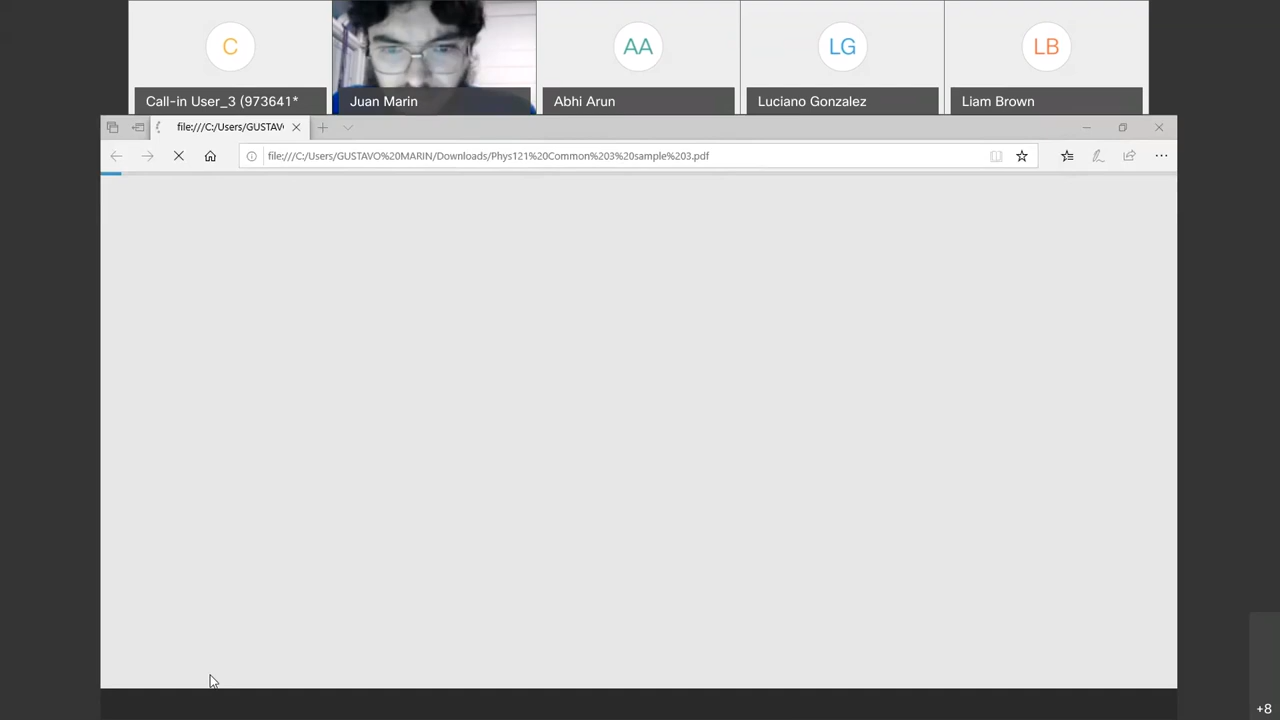 C
AA
LG
LB
Call-in User_3 (973641*
Juan Marin
Abhi Arun
Luciano Gonzalez
Liam Brown
file:///C:/Users/GUSTAV
file:///C:/Users/GUSTAVO%20MARIN/Downloads/Phys121%20Common%203%20sample%203.pdf
+8